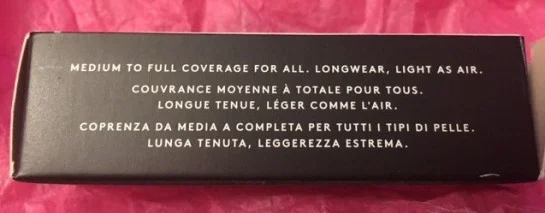 MEDIUM TO FULL COVERAGE FOR ALL. LONGWEAR, LIGHT AS AIR.
COUVRANCE MOYENNE À TOTALE POUR TOUS.
LONGUE TENUE, LÉGER COMME L'AIR.
COPRENZA DA MEDIA A COMPLETA PER TUTTI I TIPI DI PELLE.
LUNGA TENUTA, LEGGEREZZA ESTREMA.